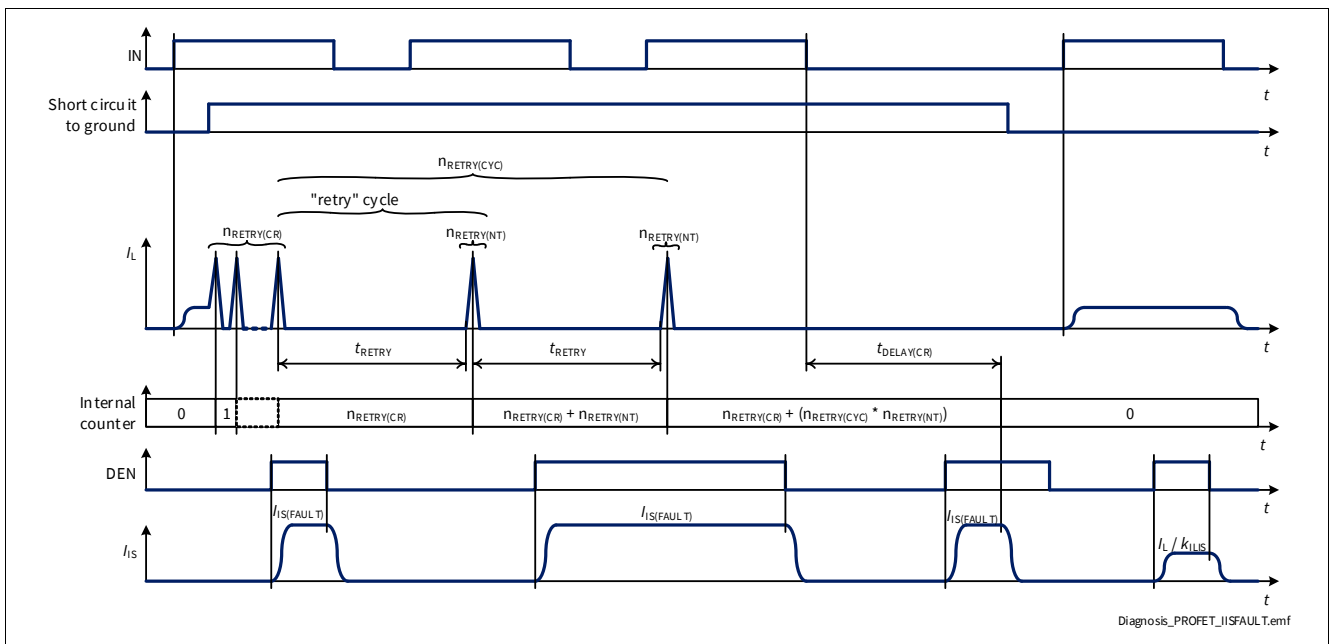 IN
t
Short circuit
to ground
t
nRETRY(CYC)
"retry" cycle
nRETRY(CR)
nRETRY(NT)
nRETRY(NT)
IL
tRETRY
tRETRY
tDELAY(CR)
t
Internal
counter
0
1
nRETRY(CR)
nRETRY(CR) + nRETRY(NT)
nRETRY(CR) + (nRETRY(CYC) * nRETRY(NT))
0
t
DEN
t
IIS(FAULT)
IIS(FAULT)
IIS(FAULT)
IL / kILIS
IIS
t
Diagnosis_PROFET_IISFAULT.emf